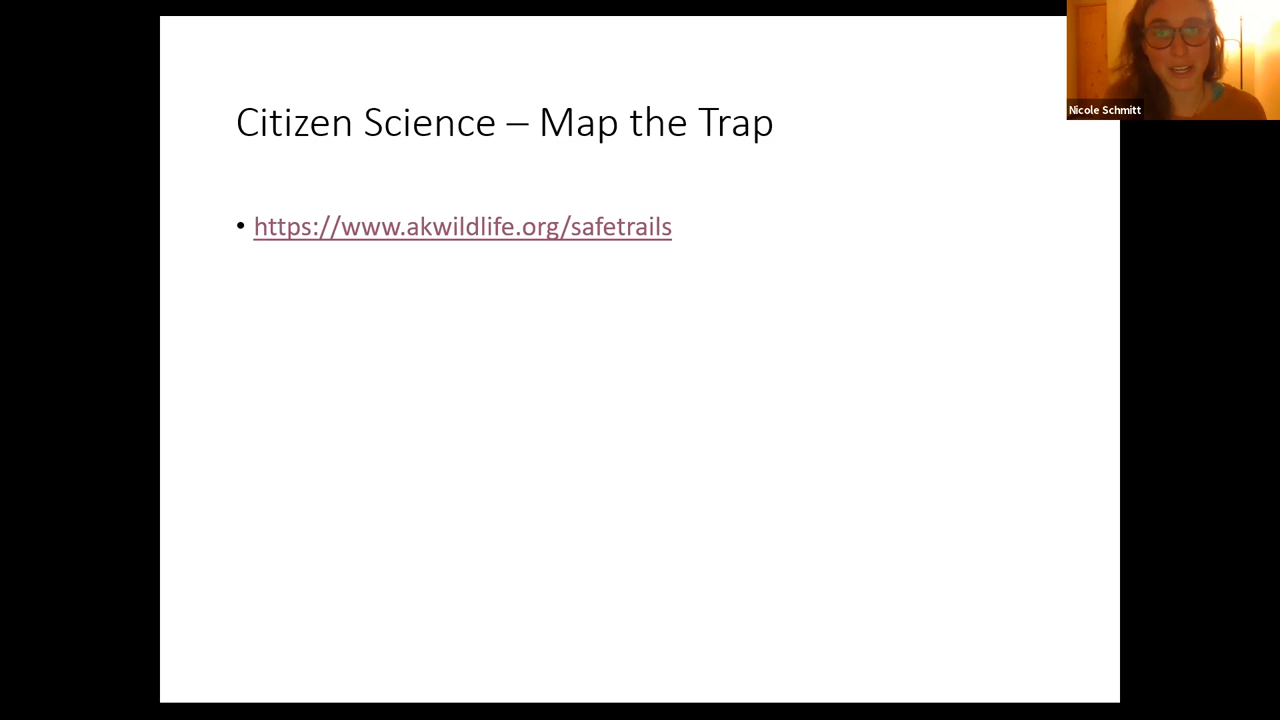 Citizen Science – Map the Trap
• https://www.akwildlife.org/safetrails
Nicole Schmitt